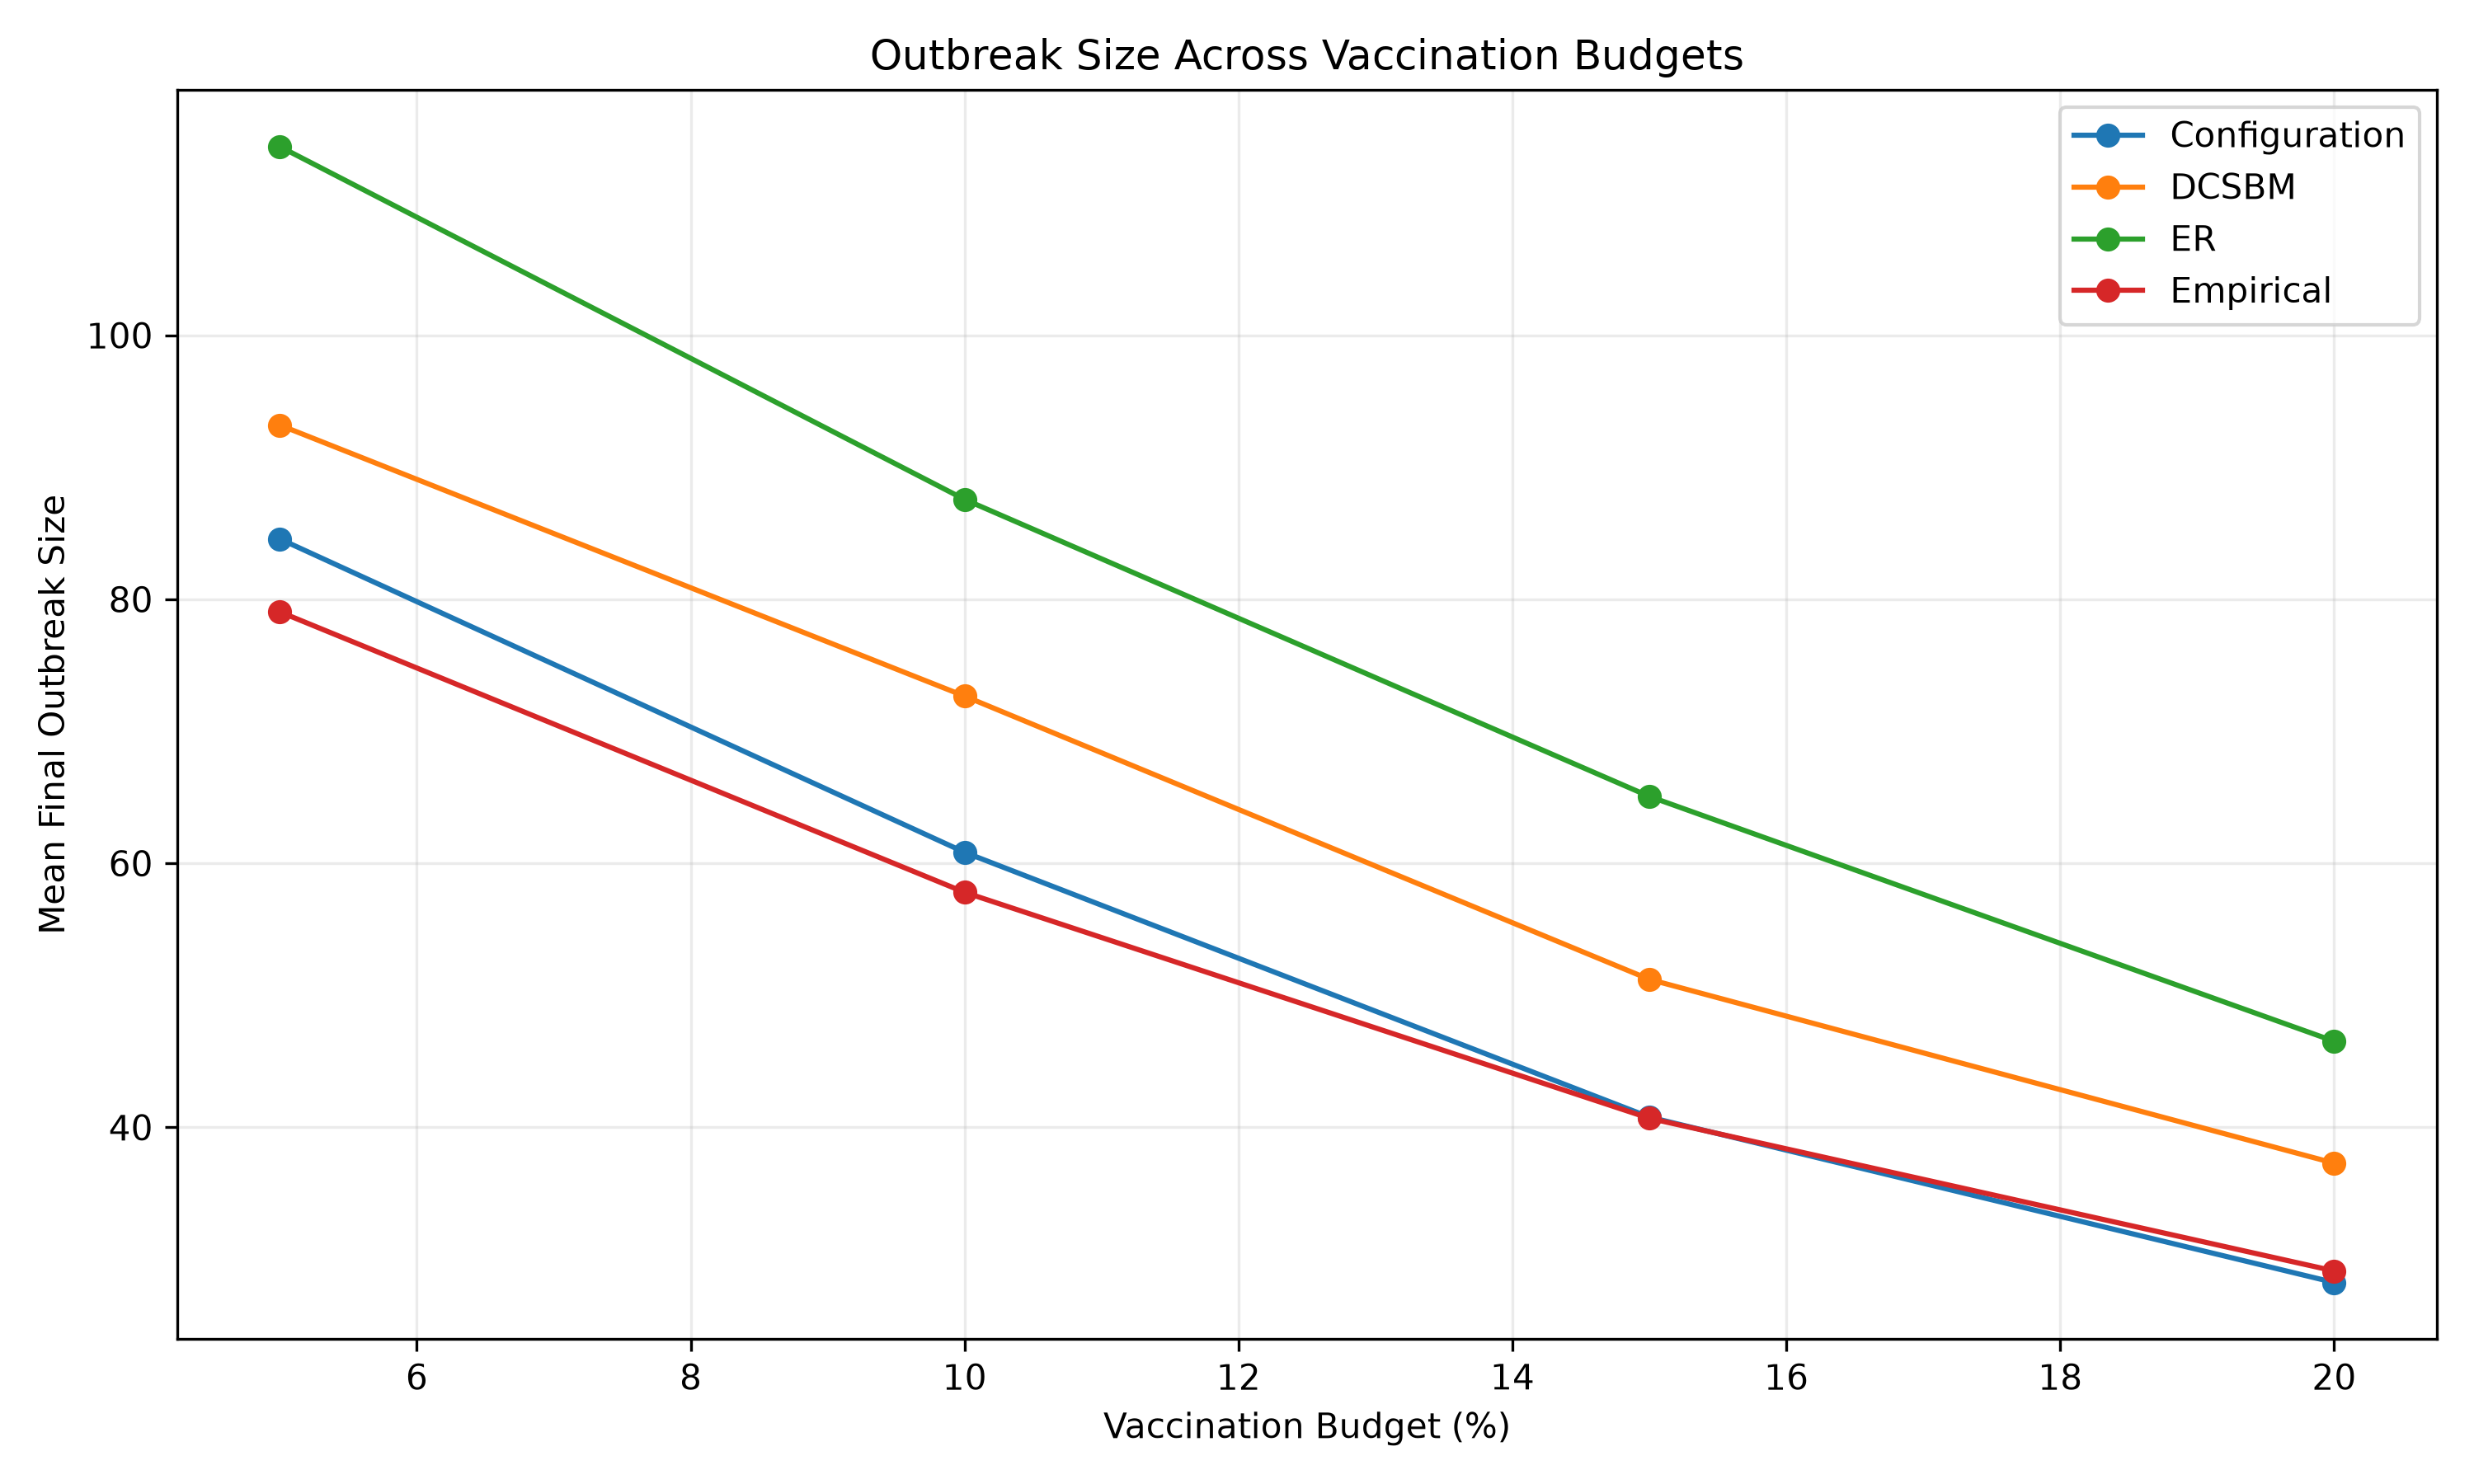 Outbreak Size Across Vaccination Budgets
Configuration
DCSBM
ER
Empirical
Mean Final Outbreak Size
100
80
60
40
6 8 10 12 14 16 18 20
Vaccination Budget (%)